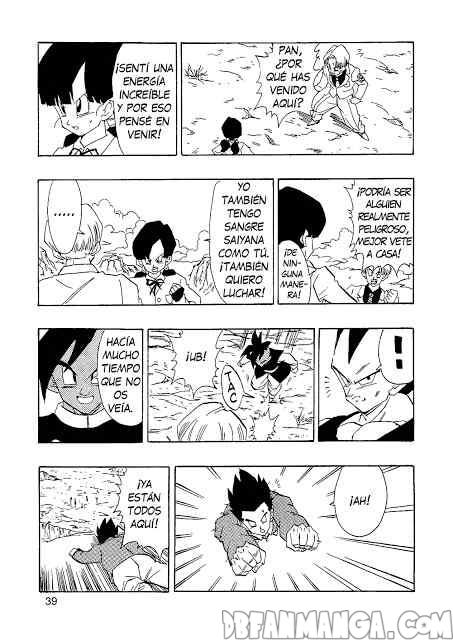 PAN,
¿POR
QUÉ HAS
VENIDO
AQUÍ?
¡SENTÍ UNA
ENERGÍA
INCREÍBLE
Y POR ESO
PENSÉ EN
VENIR!
¡PODRÍA SER
ALGUIEN
REALMENTE
PELIGROSO,
MEJOR VETE
A CASA!
¡DE
NIN-
GUNA
MANE-
RA!
YO
TAMBIÉN
TENGO
SANGRE
SAIYANA
COMO TÚ.
¡TAMBIÉN
QUIERO
LUCHAR!
.....
!
¡UB!
HACÍA
MUCHO
TIEMPO
QUE NO
OS
VEÍA.
¡AH!
¡YA
ESTÁN
TODOS
AQUÍ!
39
DBFANMANGA.COM